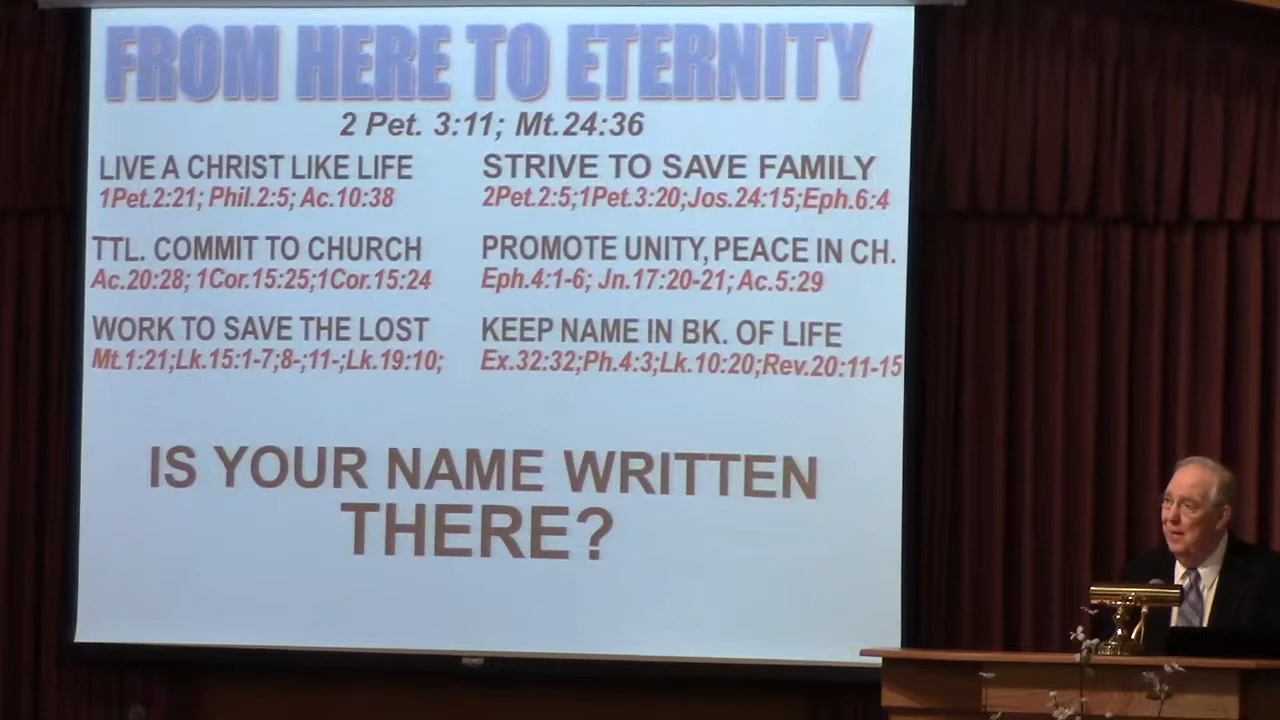 FROM HERE TO ETERNITY
2 Pet. 3:11; Mt.24:36
LIVE A CHRIST LIKE LIFE
1Pet.2:21; Phil.2:5; Ac.10:38
TTL. COMMIT TO CHURCH
Ac.20:28; 1Cor.15:25;1Cor.15:24
WORK TO SAVE THE LOST
Mt.1:21;Lk.15:1-7;8-;11-;Lk.19:10;
STRIVE TO SAVE FAMILY
2Pet.2:5;1Pet.3:20;Jos.24:15;Eph.6:4
PROMOTE UNITY,PEACE IN CH.
Eph.4:1-6; Jn.17:20-21; Ac.5:29
KEEP NAME IN BK. OF LIFE
Ex.32:32;Ph.4:3;Lk.10:20;Rev.20:11-15
IS YOUR NAME WRITTEN
THERE?